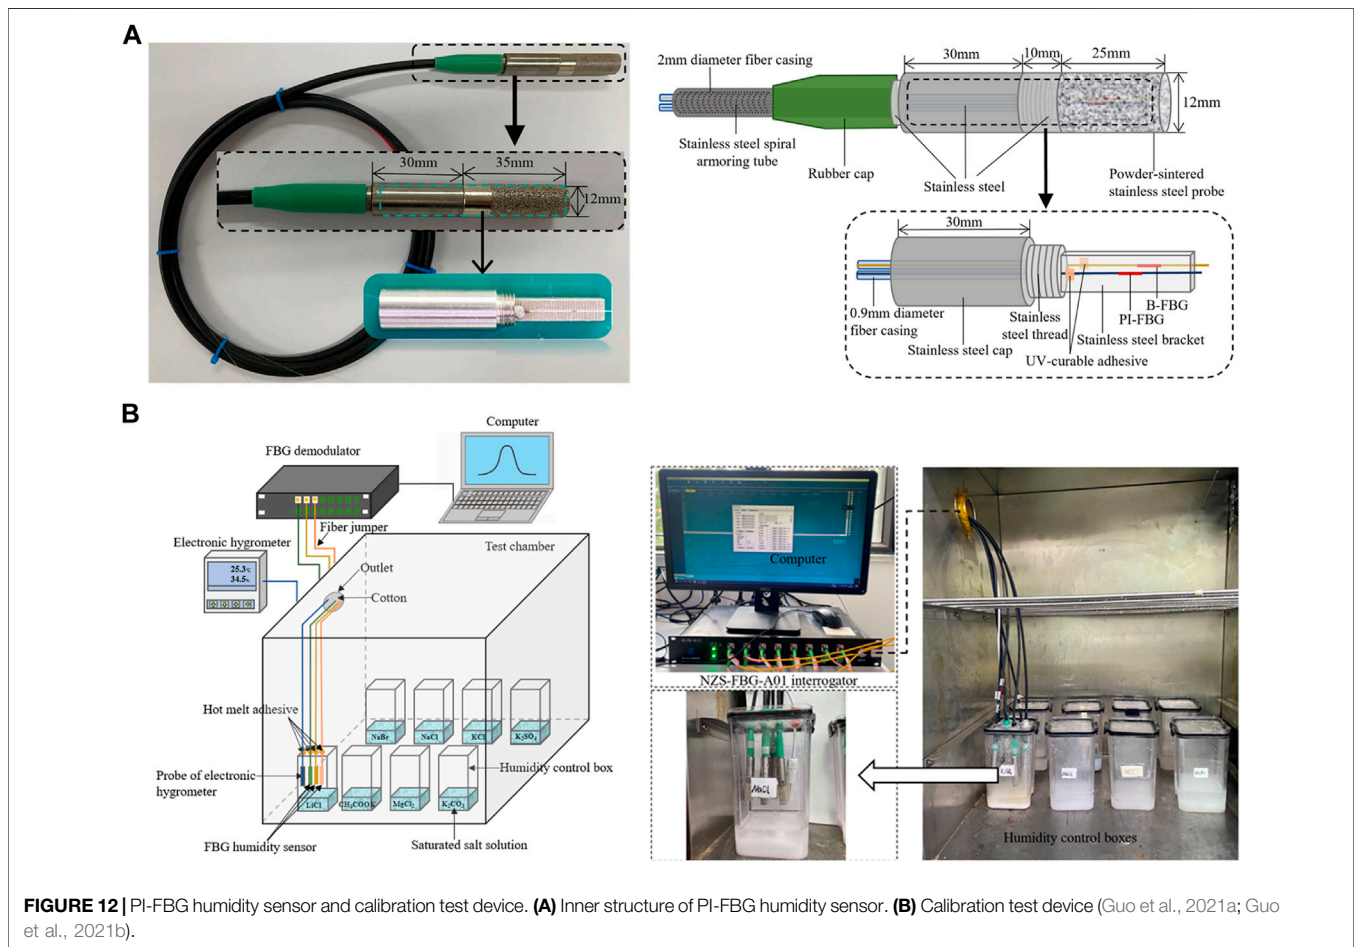 A
30mm
35mm
12mm
2mm diameter fiber casing
Stainless steel spiral
armoring tube
Rubber cap
30mm
10mm
25mm
12mm
Stainless steel
Powder-sintered
stainless steel probe
30mm
0.9mm diameter
fiber casing
Stainless steel cap
Stainless
steel thread
UV-curable adhesive
B-FBG
PI-FBG
Stainless steel bracket
B
Computer
FBG demodulator
Fiber jumper
Electronic hygrometer
25.3℃
34.5%
Test chamber
Outlet
Cotton
Hot melt adhesive
NaBr
NaCl
KCl
K₂SO₄
Probe of electronic
hygrometer
Humidity control box
LiCl
CH₃COOK
MgCl₂
K₂CO₃
FBG humidity sensor
Saturated salt solution
Computer
NZS-FBG-A01 interrogator
NaCl
Humidity control boxes
FIGURE 12 | PI-FBG humidity sensor and calibration test device. (A) Inner structure of PI-FBG humidity sensor. (B) Calibration test device (Guo et al., 2021a; Guo
et al., 2021b).